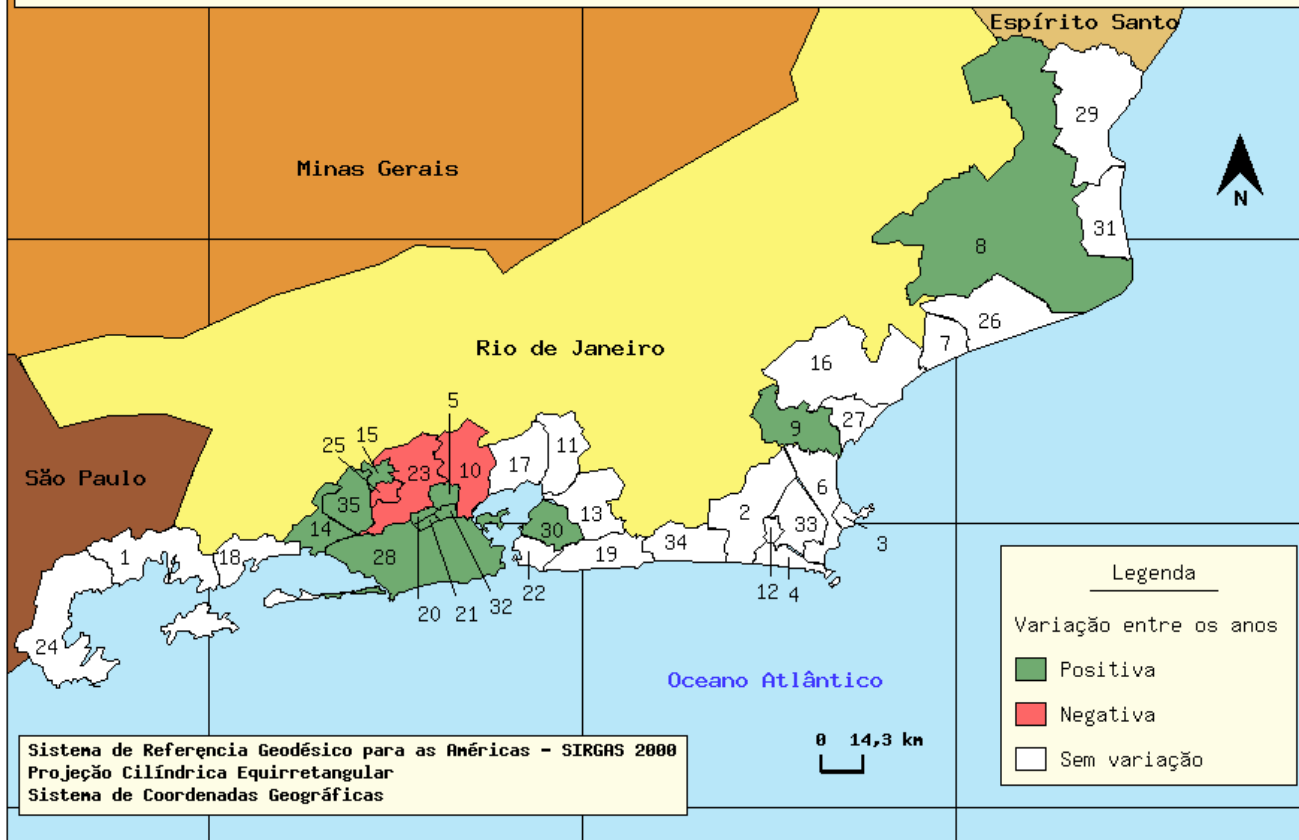 Espírito Santo
29
Minas Gerais
N
31
8
26
7
Rio de Janeiro
16
5
27
9
15
25
11
23
17
10
São Paulo
6
35
2
13
14
33
30
28
34
3
1
18
19
12
4
22
32
20
21
24
Legenda
Variação entre os anos
Positiva
Negativa
Sem variação
Oceano Atlântico
0 14,3 km
Sistema de Referençia Geodésico para as Américas - SIRGAS 2000
Projeção Cilíndrica Equirretangular
Sistema de Coordenadas Geográficas